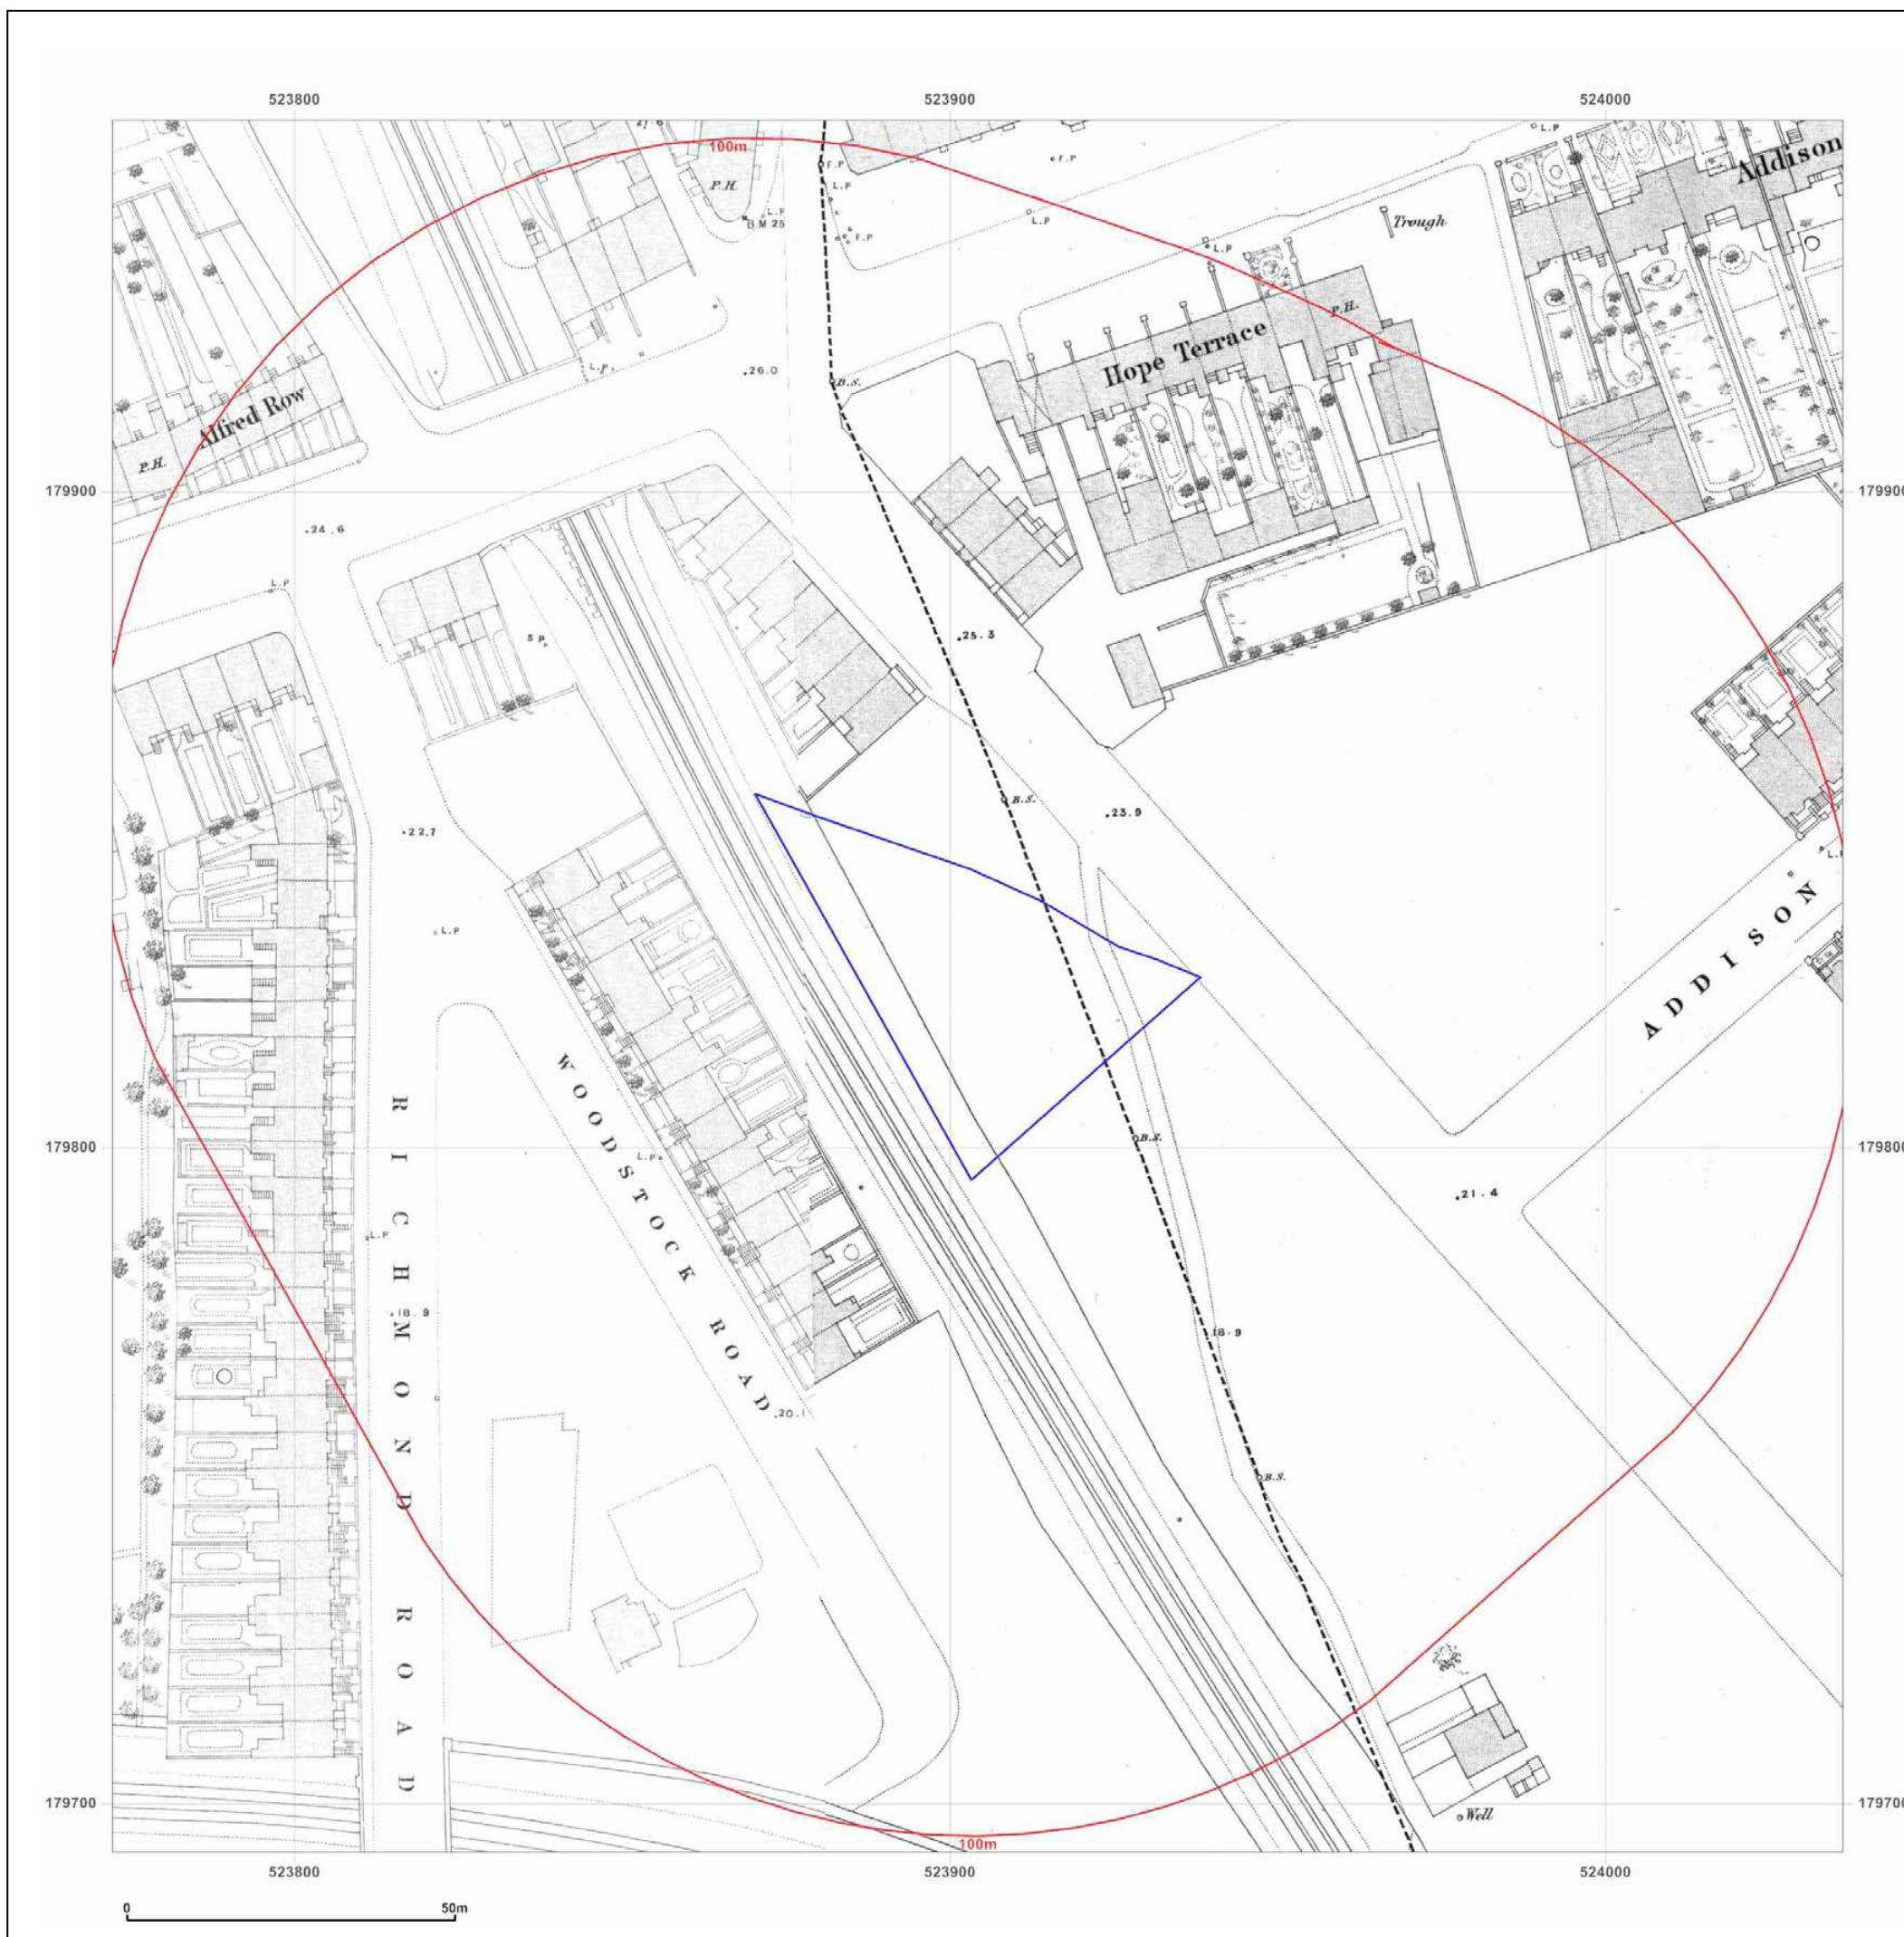 523800
523900
524000
100m
L.P
Addison
F.P
F.P
P.H.
L.P
L.P
B.M 25
F.P
L.P
Trough
L.P
P.H.
Hope Terrace
26.0
B.S.
L.P.
Alfred Row
P.H.
179900
179900
24.6
L.P
25.3
B.S.
23.9
22.7
L.P
ADDISON
RICHMOND ROAD
WOODSTOCK ROAD
179800
179800
B.S.
L.P.
21.4
L.P
18.9
20.1
B.S.
179700
179700
Well
100m
523800
523900
524000
0
50m